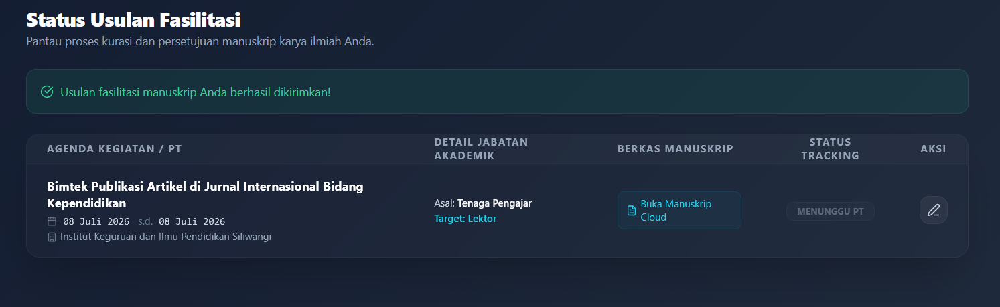 Status Usulan Fasilitasi
Pantau proses kurasi dan persetujuan manuskrip karya ilmiah Anda.
Usulan fasilitasi manuskrip Anda berhasil dikirimkan!
AGENDA KEGIATAN / PT
DETAIL JABATAN
AKADEMIK
BERKAS MANUSKRIP
STATUS
TRACKING
AKSI
Bimtek Publikasi Artikel di Jurnal Internasional Bidang
Kependidikan
08 Juli 2026 s.d. 08 Juli 2026
Institut Keguruan dan Ilmu Pendidikan Siliwangi
Asal: Tenaga Pengajar
Target: Lektor
Buka Manuskrip
Cloud
MENUNGGU PT